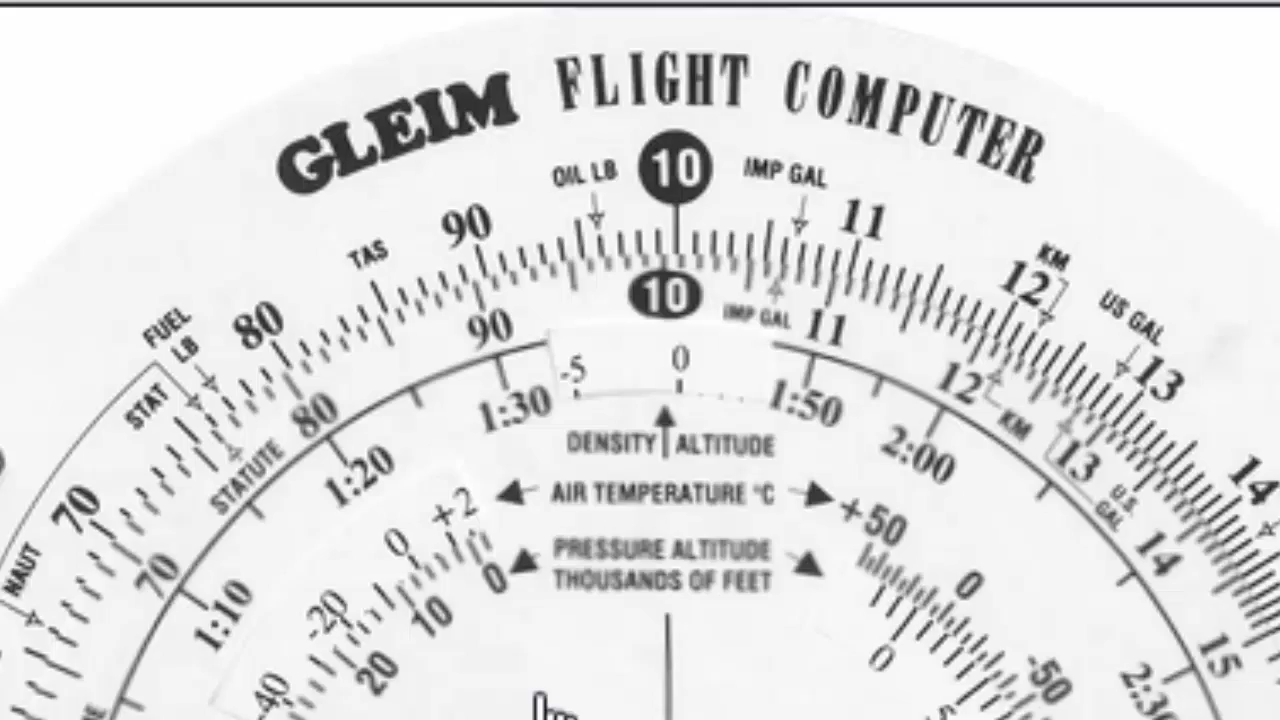 GLEIM FLIGHT COMPUTER
OIL LB
10
IMP GAL
TAS
90
11
KM
12
US GAL
13
14
FUEL LB
80
STAT
70
NAUT
10
IMP GAL
90
11
12
KM
13
U.S. GAL
14
15
80
STATUTE
70
-5
0
1:30
1:50
1:20
2:00
1:10
DENSITY ALTITUDE
AIR TEMPERATURE °C
PRESSURE ALTITUDE
THOUSANDS OF FEET
+2
0
-20
-40
0
10
20
+50
0
-50
0